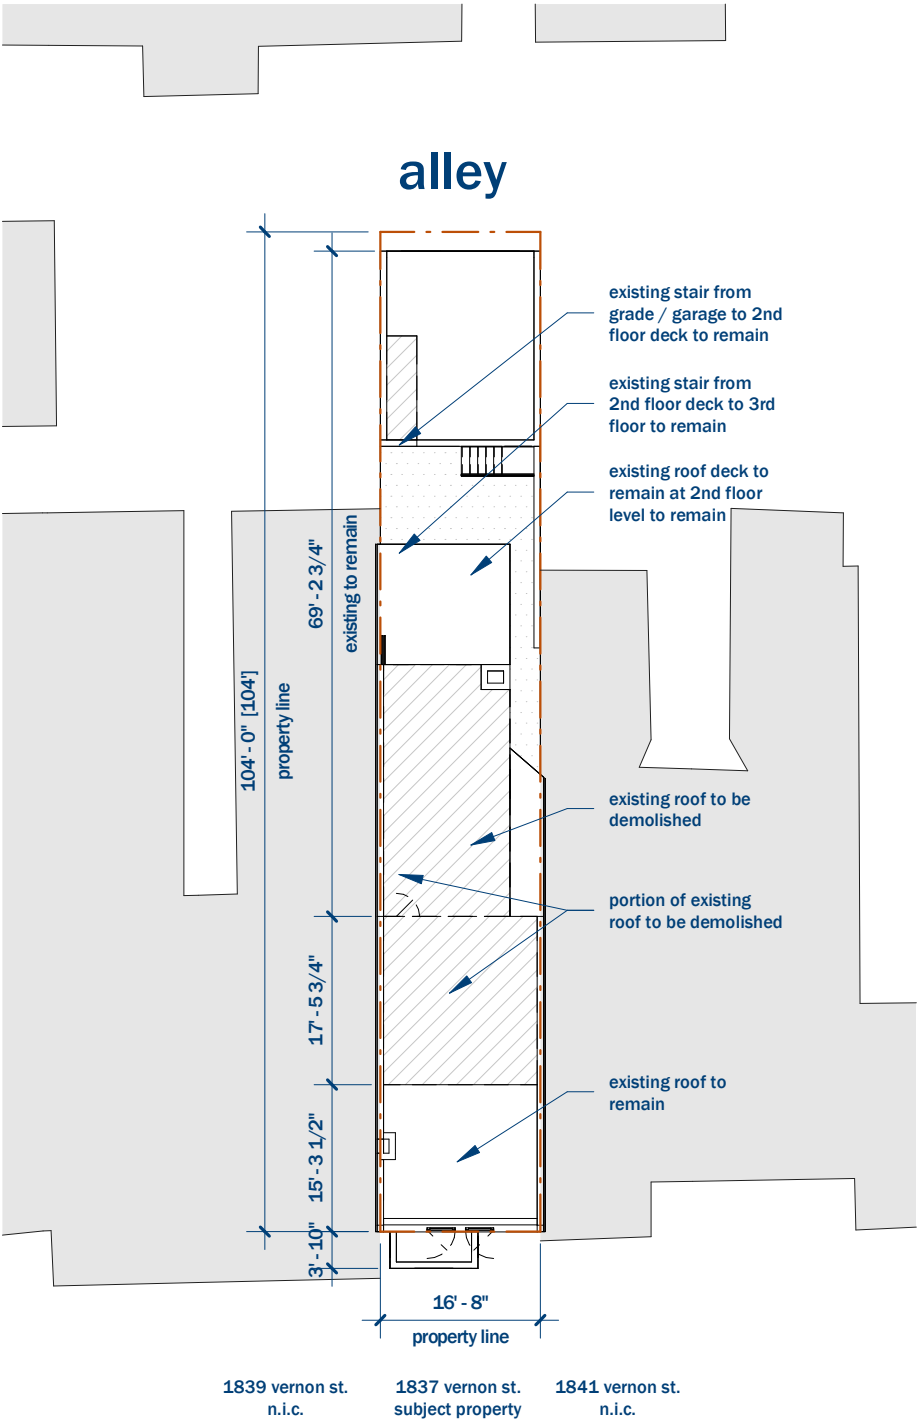 alley
existing stair from
grade / garage to 2nd
floor deck to remain
existing stair from
2nd floor deck to 3rd
floor to remain
existing roof deck to
remain at 2nd floor
level to remain
69' - 2 3/4"
existing to remain
104' - 0" [104']
property line
existing roof to be
demolished
portion of existing
roof to be demolished
17' - 5 3/4"
existing roof to
remain
15' - 3 1/2"
3' - 10"
16' - 8"
property line
1839 vernon st.
n.i.c.
1837 vernon st.
subject property
1841 vernon st.
n.i.c.